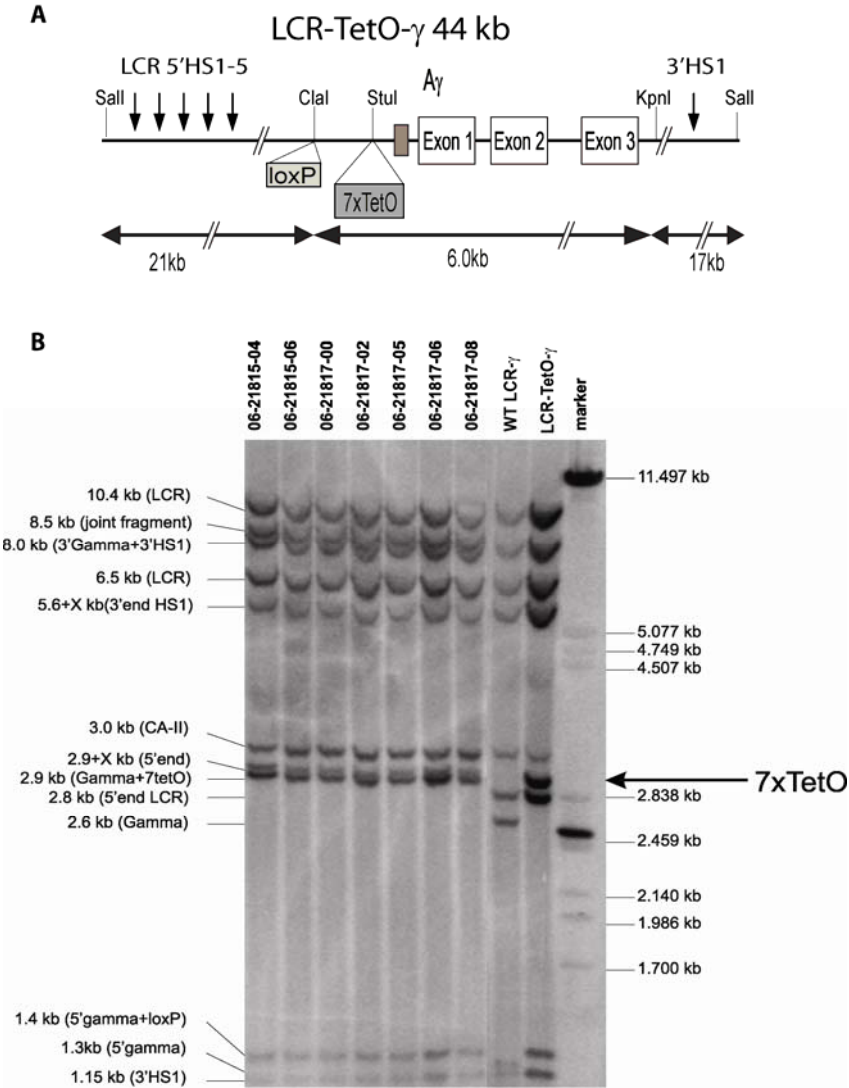 A
LCR-TetO-γ 44 kb
LCR 5'HS1-5
Aγ
3'HS1
SalI
ClaI
StuI
KpnI
SalI
Exon 1
Exon 2
Exon 3
loxP
7xTetO
21kb
6.0kb
17kb
B
06-21815-04
06-21815-06
06-21817-00
06-21817-02
06-21817-05
06-21817-06
06-21817-08
WT LCR-γ
LCR-TetO-γ
marker
10.4 kb (LCR)
8.5 kb (joint fragment)
8.0 kb (3'Gamma+3'HS1)
6.5 kb (LCR)
5.6+X kb(3'end HS1)
3.0 kb (CA-II)
2.9+X kb (5'end)
2.9 kb (Gamma+7tetO)
2.8 kb (5'end LCR)
2.6 kb (Gamma)
1.4 kb (5'gamma+loxP)
1.3kb (5'gamma)
1.15 kb (3'HS1)
11.497 kb
5.077 kb
4.749 kb
4.507 kb
7xTetO
2.838 kb
2.459 kb
2.140 kb
1.986 kb
1.700 kb